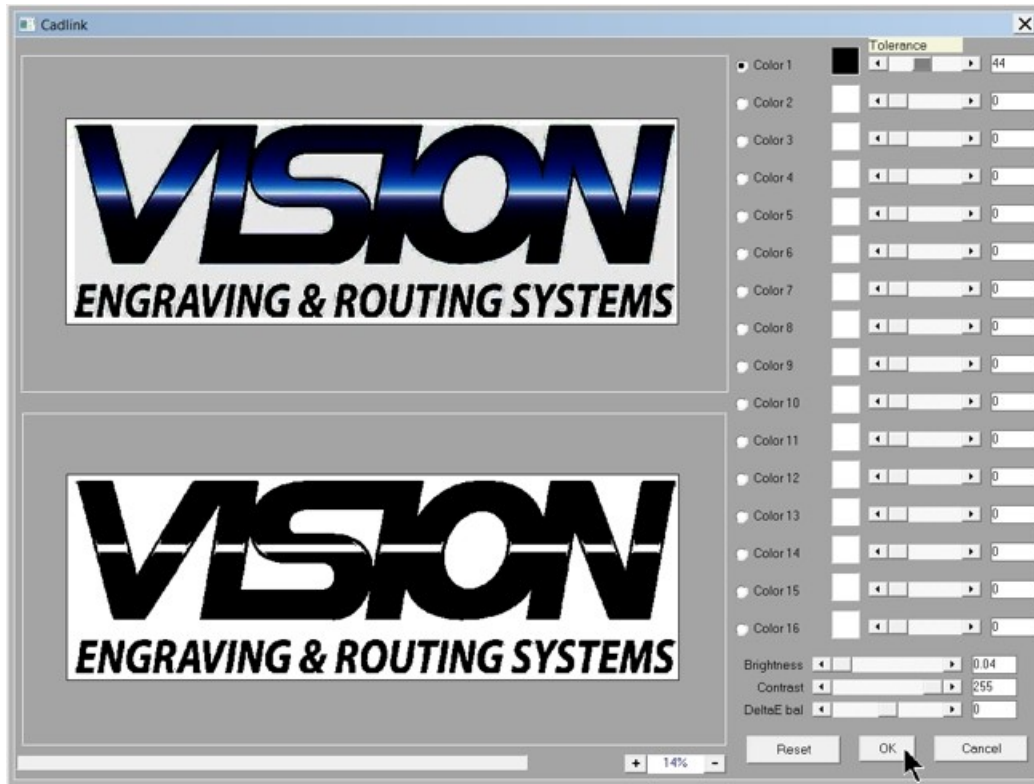 Cadlink
VISION
ENGRAVING & ROUTING SYSTEMS
VISION
ENGRAVING & ROUTING SYSTEMS
+ 14% -
Tolerance
Color 1 44
Color 2 0
Color 3 0
Color 4 0
Color 5 0
Color 6 0
Color 7 0
Color 8 0
Color 9 0
Color 10 0
Color 11 0
Color 12 0
Color 13 0
Color 14 0
Color 15 0
Color 16 0
Brightness 0.04
Contrast 255
DeltaE bal 0
Reset OK Cancel